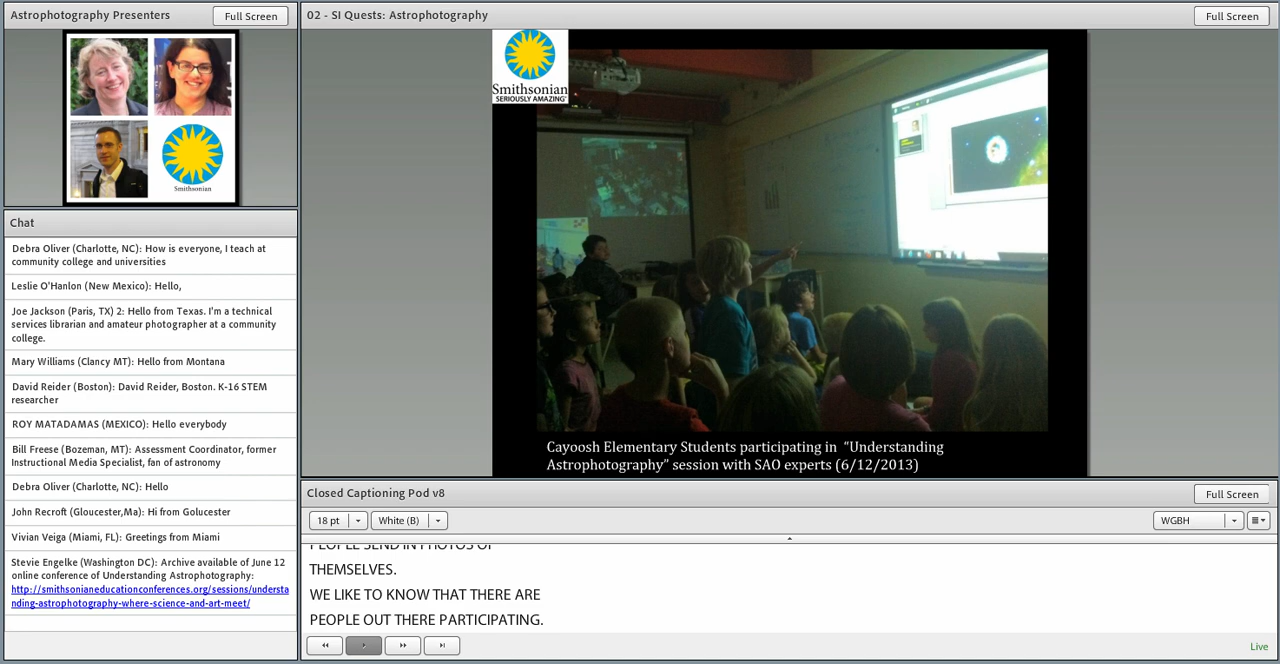 Astrophotography Presenters
Full Screen
Smithsonian
Chat
Debra Oliver (Charlotte, NC): How is everyone, I teach at
community college and universities
Leslie O'Hanlon (New Mexico): Hello,
Joe Jackson (Paris, TX) 2: Hello from Texas. I'm a technical
services librarian and amateur photographer at a community
college.
Mary Williams (Clancy MT): Hello from Montana
David Reider (Boston): David Reider, Boston. K-16 STEM
researcher
ROY MATADAMAS (MEXICO): Hello everybody
Bill Freese (Bozeman, MT): Assessment Coordinator, former
Instructional Media Specialist, fan of astronomy
Debra Oliver (Charlotte, NC): Hello
John Recroft (Gloucester,Ma): Hi from Golucester
Vivian Veiga (Miami, FL): Greetings from Miami
Stevie Engelke (Washington DC): Archive available of June 12
online conference of Understanding Astrophotography:
http://smithsonianeducationconferences.org/sessions/understa
nding-astrophotography-where-science-and-art-meet/
02 - SI Quests: Astrophotography
Full Screen
Smithsonian
SERIOUSLY AMAZING
Cayoosh Elementary Students participating in "Understanding
Astrophotography" session with SAO experts (6/12/2013)
Closed Captioning Pod v8
Full Screen
18 pt
White (B)
WGBH
PEOPLE SEND IN PHOTOS OF
THEMSELVES.
WE LIKE TO KNOW THAT THERE ARE
PEOPLE OUT THERE PARTICIPATING.
Live